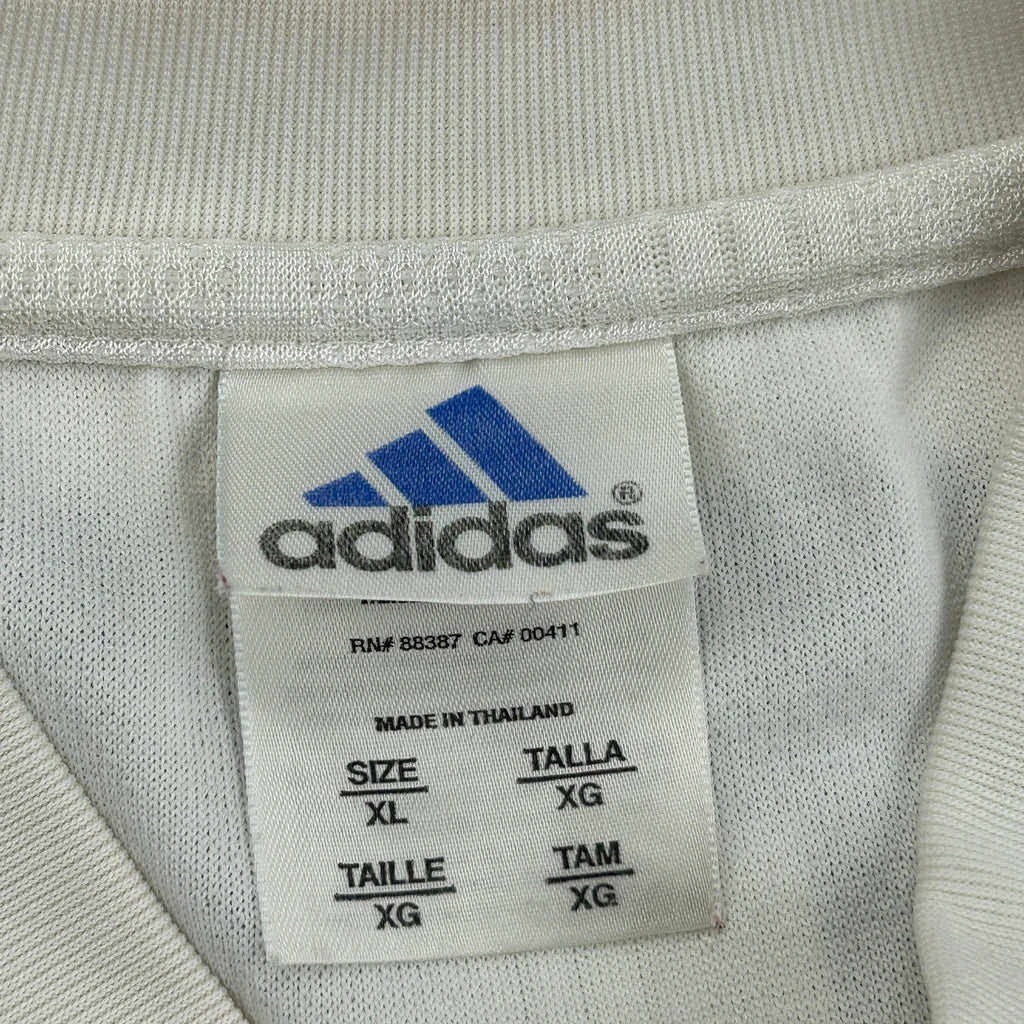 adidas®
RN# 88387 CA# 00411
MADE IN THAILAND
SIZE TALLA
XL XG
TAILLE TAM
XG XG